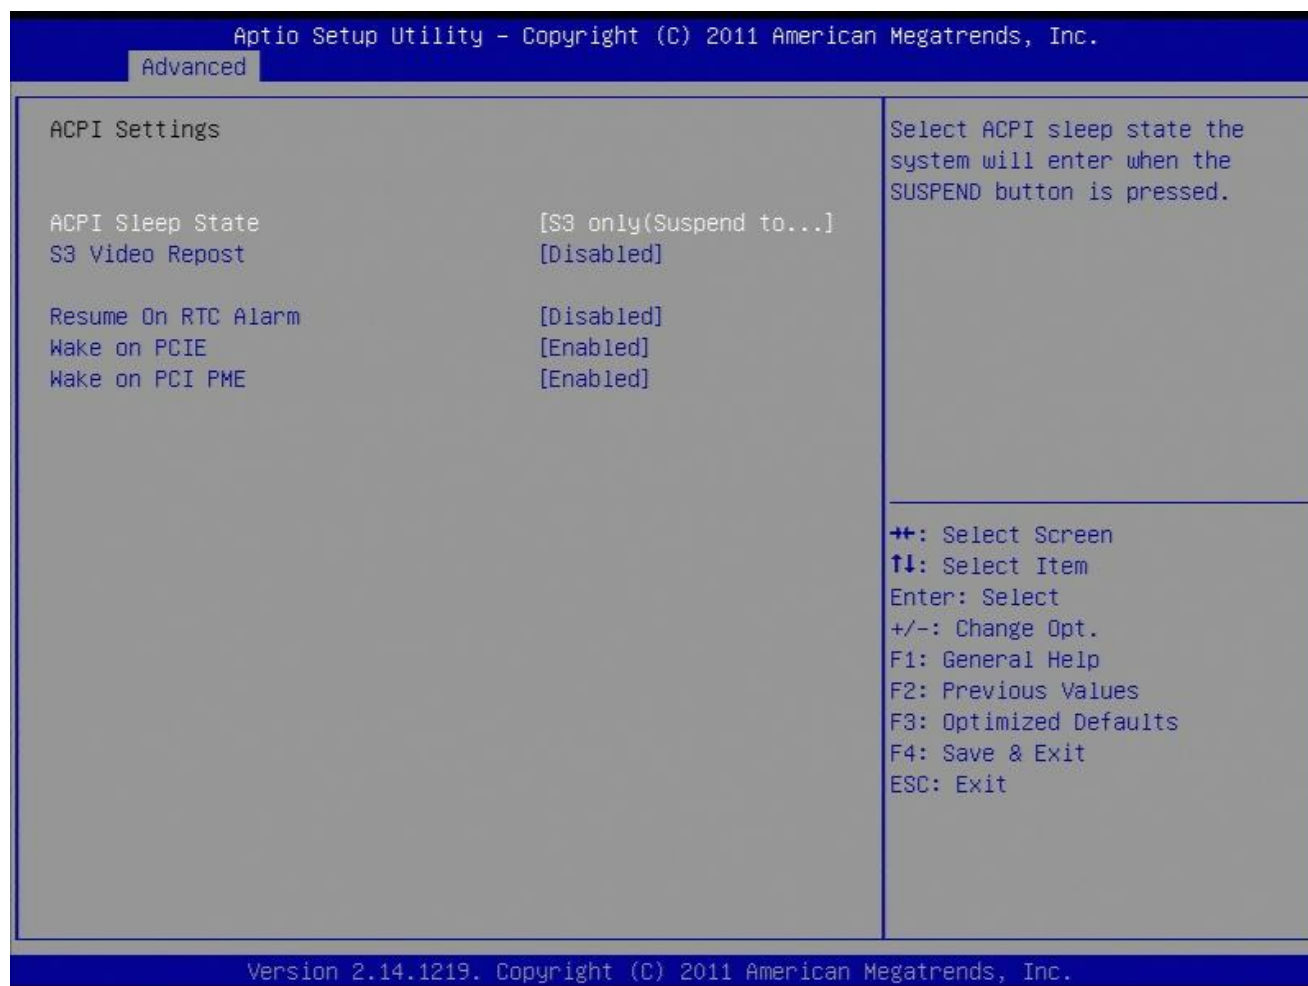 Aptio Setup Utility – Copyright (C) 2011 American Megatrends, Inc.
Advanced
ACPI Settings
ACPI Sleep State [S3 only(Suspend to...]
S3 Video Repost [Disabled]
Resume On RTC Alarm [Disabled]
Wake on PCIE [Enabled]
Wake on PCI PME [Enabled]
Select ACPI sleep state the
system will enter when the
SUSPEND button is pressed.
→←: Select Screen
↑↓: Select Item
Enter: Select
+/-: Change Opt.
F1: General Help
F2: Previous Values
F3: Optimized Defaults
F4: Save & Exit
ESC: Exit
Version 2.14.1219. Copyright (C) 2011 American Megatrends, Inc.